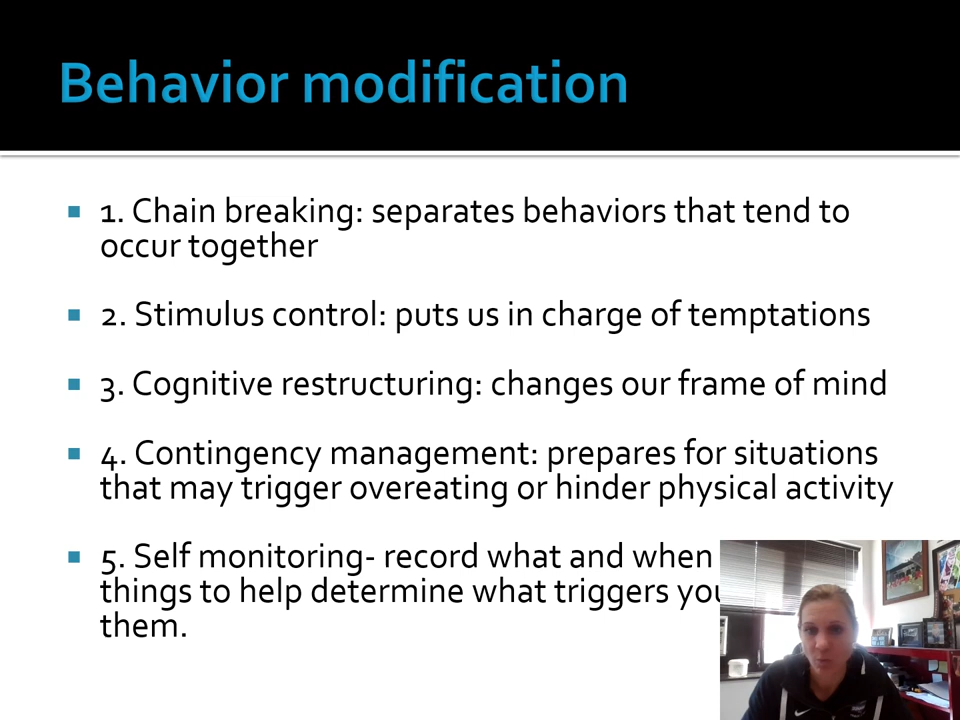 Behavior modification
1. Chain breaking: separates behaviors that tend to
occur together
2. Stimulus control: puts us in charge of temptations
3. Cognitive restructuring: changes our frame of mind
4. Contingency management: prepares for situations
that may trigger overeating or hinder physical activity
5. Self monitoring- record what and when
things to help determine what triggers
them.